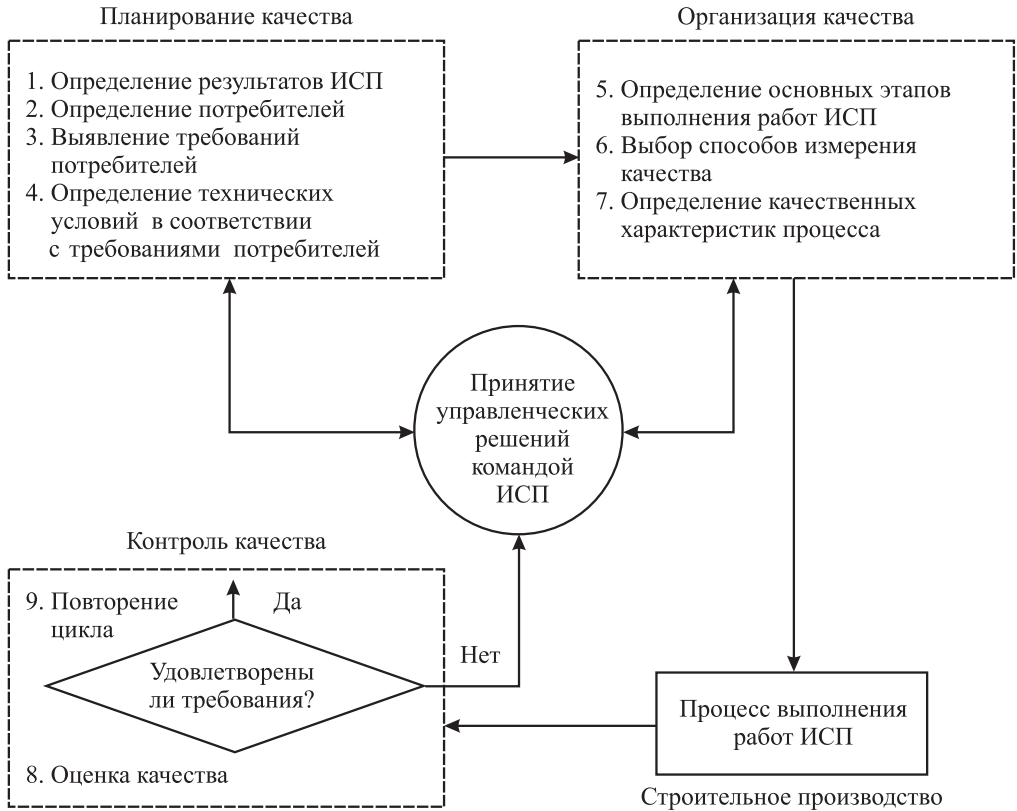 Планирование качества
1. Определение результатов ИСП
2. Определение потребителей
3. Выявление требований
потребителей
4. Определение технических
условий в соответствии
с требованиями потребителей
Организация качества
5. Определение основных этапов
выполнения работ ИСП
6. Выбор способов измерения
качества
7. Определение качественных
характеристик процесса
Принятие
управленческих
решений
командой
ИСП
Контроль качества
9. Повторение
цикла
Да
Удовлетворены
ли требования?
Нет
8. Оценка качества
Процесс выполнения
работ ИСП
Строительное производство